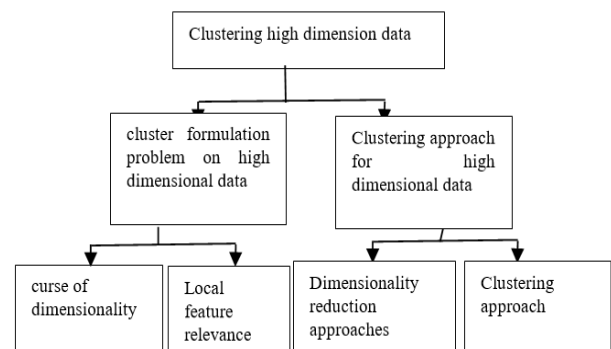 Clustering high dimension data
cluster formulation
problem on high
dimensional data
Clustering approach
for high
dimensional data
curse of
dimensionality
Local
feature
relevance
Dimensionality
reduction
approaches
Clustering
approach